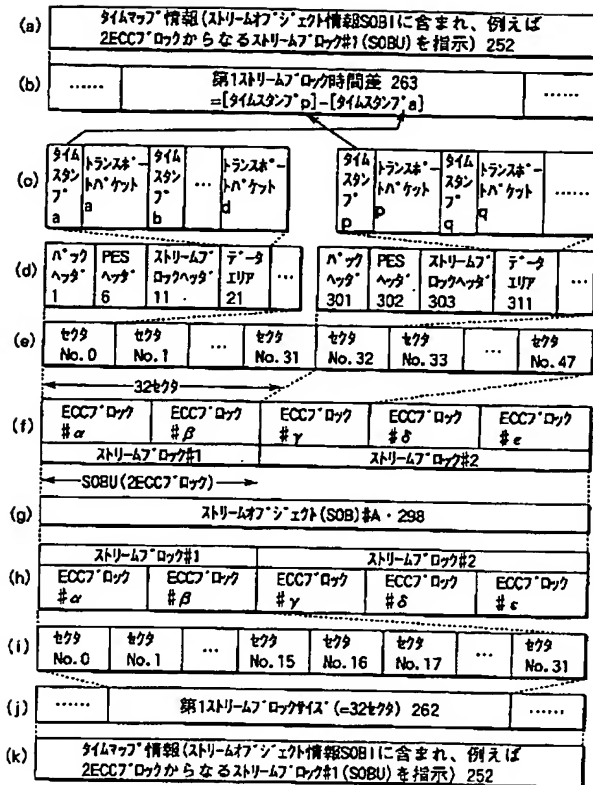 (a) タイムマップ情報(ストリームオブジェクト情報SOBIに含まれ、例えば
2ECCブロックからなるストリームブロック#1(SOBU)を指示) 252
(b) …… 第1ストリームブロック時間差 263 ……
=[タイムスタンプp]-[タイムスタンプa]
(c) タイムスタンプa トランスポートパケットa タイムスタンプb … トランスポートパケットd タイムスタンプp トランスポートパケットp タイムスタンプq トランスポートパケットq ……
(d) パックヘッダ1 PESヘッダ6 ストリームブロックヘッダ11 データエリア21 … パックヘッダ301 PESヘッダ302 ストリームブロックヘッダ303 データエリア311 …
(e) セクタNo.0 セクタNo.1 … セクタNo.31 セクタNo.32 セクタNo.33 … セクタNo.47
32セクタ
(f) ECCブロック#α ECCブロック#β ECCブロック#γ ECCブロック#δ ECCブロック#ε
ストリームブロック#1 ストリームブロック#2
SOBU(2ECCブロック)
(g) ストリームオブジェクト(SOB)#A・298
ストリームブロック#1 ストリームブロック#2
(h) ECCブロック#α ECCブロック#β ECCブロック#γ ECCブロック#δ ECCブロック#ε
(i) セクタNo.0 セクタNo.1 … セクタNo.15 セクタNo.16 セクタNo.17 … セクタNo.31
(j) …… 第1ストリームブロックサイズ(=32セクタ) 262 ……
(k) タイムマップ情報(ストリームオブジェクト情報SOBIに含まれ、例えば
2ECCブロックからなるストリームブロック#1(SOBU)を指示) 252